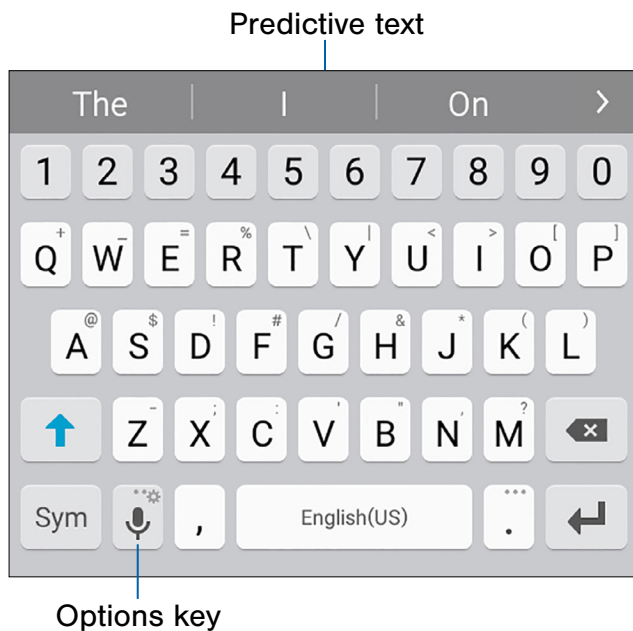 Predictive text
The I On >
1 2 3 4 5 6 7 8 9 0
+ _ = % \ | < > [ ]
Q W E R T Y U I O P
@ $ ! # / & * ( )
A S D F G H J K L
- ; : ' " , ?
Z X C V B N M
Sym , English(US) .
Options key